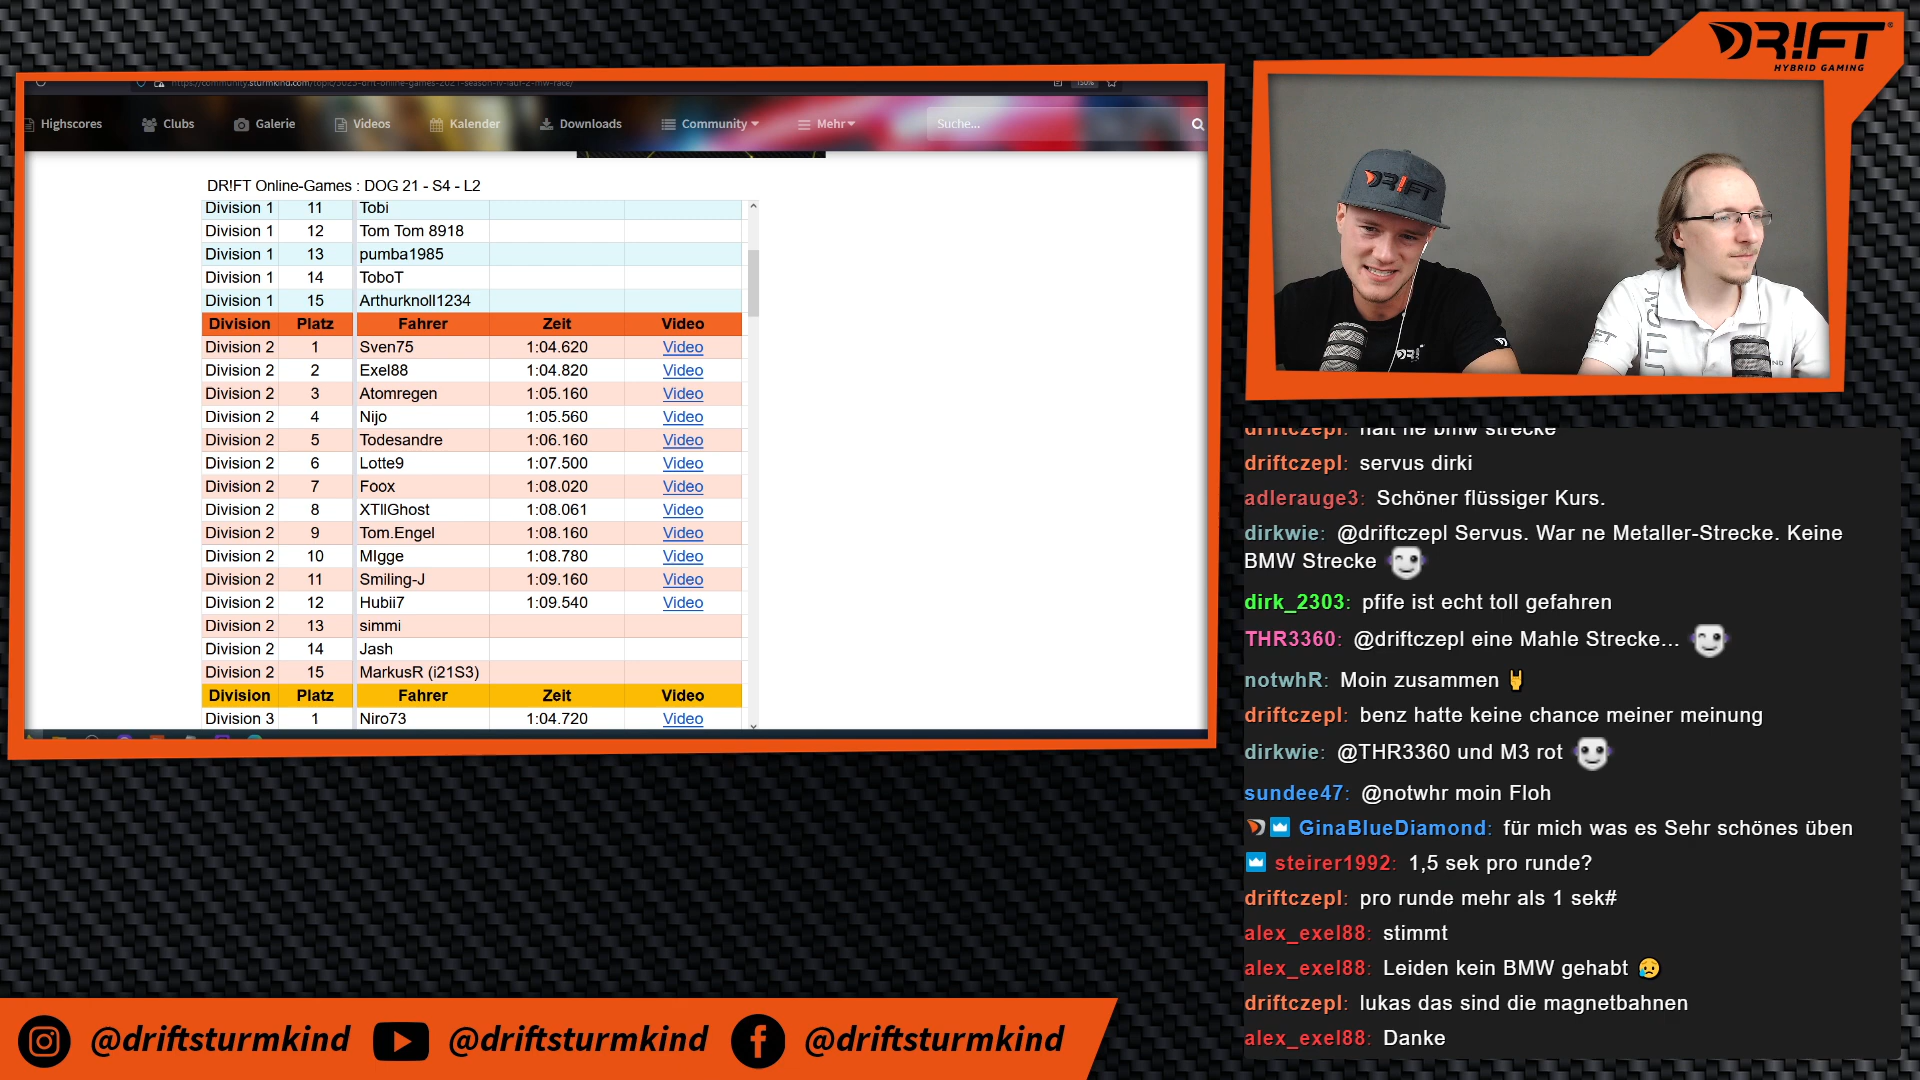 DR!FT
HYBRID GAMING
Highscores Clubs Galerie Videos Kalender Downloads Community Mehr Suche...
DR!FT Online-Games : DOG 21 - S4 - L2
Division 1 11 Tobi
Division 1 12 Tom Tom 8918
Division 1 13 pumba1985
Division 1 14 ToboT
Division 1 15 Arthurknoll1234
Division Platz Fahrer Zeit Video
Division 2 1 Sven75 1:04.620 Video
Division 2 2 Exel88 1:04.820 Video
Division 2 3 Atomregen 1:05.160 Video
Division 2 4 Nijo 1:05.560 Video
Division 2 5 Todesandre 1:06.160 Video
Division 2 6 Lotte9 1:07.500 Video
Division 2 7 Foox 1:08.020 Video
Division 2 8 XTllGhost 1:08.061 Video
Division 2 9 Tom.Engel 1:08.160 Video
Division 2 10 MIgge 1:08.780 Video
Division 2 11 Smiling-J 1:09.160 Video
Division 2 12 Hubii7 1:09.540 Video
Division 2 13 simmi
Division 2 14 Jash
Division 2 15 MarkusR (i21S3)
Division Platz Fahrer Zeit Video
Division 3 1 Niro73 1:04.720 Video
DR!FT
driftczepl: halt ne bmw strecke
driftczepl: servus dirki
adlerauge3: Schöner flüssiger Kurs.
dirkwie: @driftczepl Servus. War ne Metaller-Strecke. Keine
BMW Strecke
dirk_2303: pfife ist echt toll gefahren
THR3360: @driftczepl eine Mahle Strecke...
notwhR: Moin zusammen 🤘
driftczepl: benz hatte keine chance meiner meinung
dirkwie: @THR3360 und M3 rot
sundee47: @notwhr moin Floh
GinaBlueDiamond: für mich was es Sehr schönes üben
steirer1992: 1,5 sek pro runde?
driftczepl: pro runde mehr als 1 sek#
alex_exel88: stimmt
alex_exel88: Leiden kein BMW gehabt 😥
driftczepl: lukas das sind die magnetbahnen
alex_exel88: Danke
@driftsturmkind @driftsturmkind @driftsturmkind